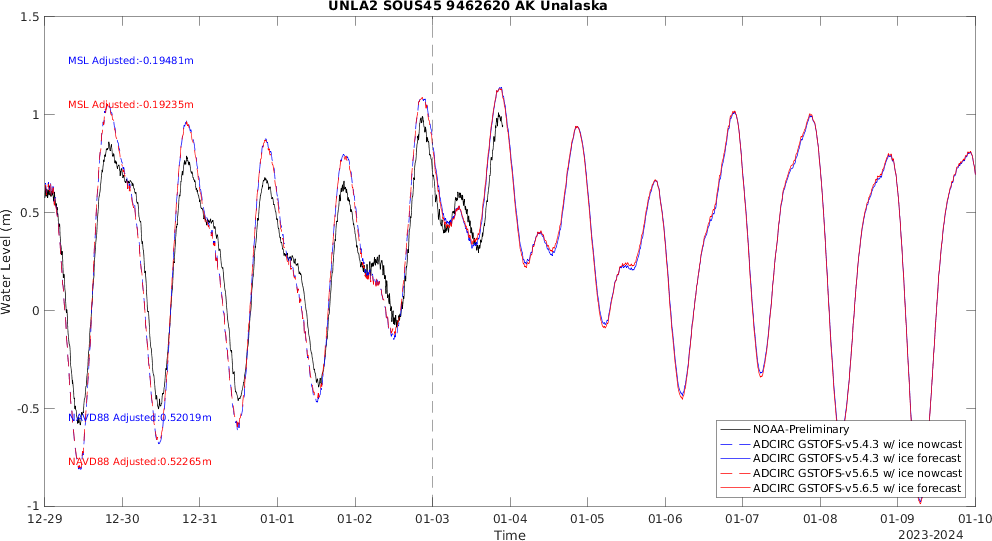 UNLA2 SOUS45 9462620 AK Unalaska
1.5
1
0.5
0
-0.5
-1
Water Level (m)
MSL Adjusted:-0.19481m
MSL Adjusted:-0.19235m
NAVD88 Adjusted:0.52019m
NAVD88 Adjusted:0.52265m
NOAA-Preliminary
ADCIRC GSTOFS-v5.4.3 w/ ice nowcast
ADCIRC GSTOFS-v5.4.3 w/ ice forecast
ADCIRC GSTOFS-v5.6.5 w/ ice nowcast
ADCIRC GSTOFS-v5.6.5 w/ ice forecast
12-29 12-30 12-31 01-01 01-02 01-03 01-04 01-05 01-06 01-07 01-08 01-09 01-10
Time
2023-2024